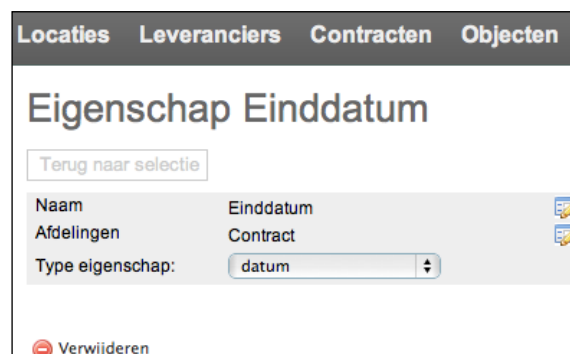 Locaties Leveranciers Contracten Objecten
Eigenschap Einddatum
Terug naar selectie
Naam Einddatum
Afdelingen Contract
Type eigenschap: datum
Verwijderen